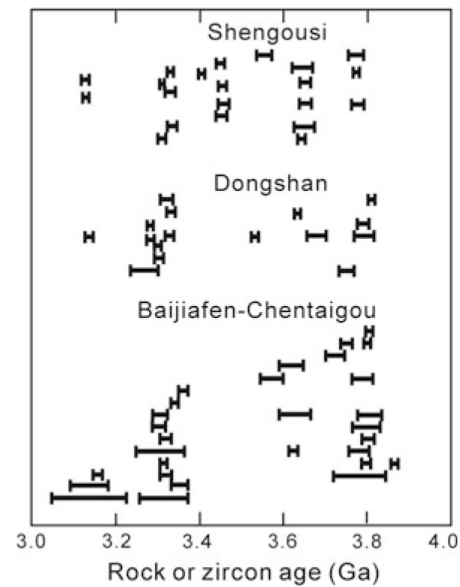 Shengousi
Dongshan
Baijiafen-Chentaigou
3.0 3.2 3.4 3.6 3.8 4.0
Rock or zircon age (Ga)